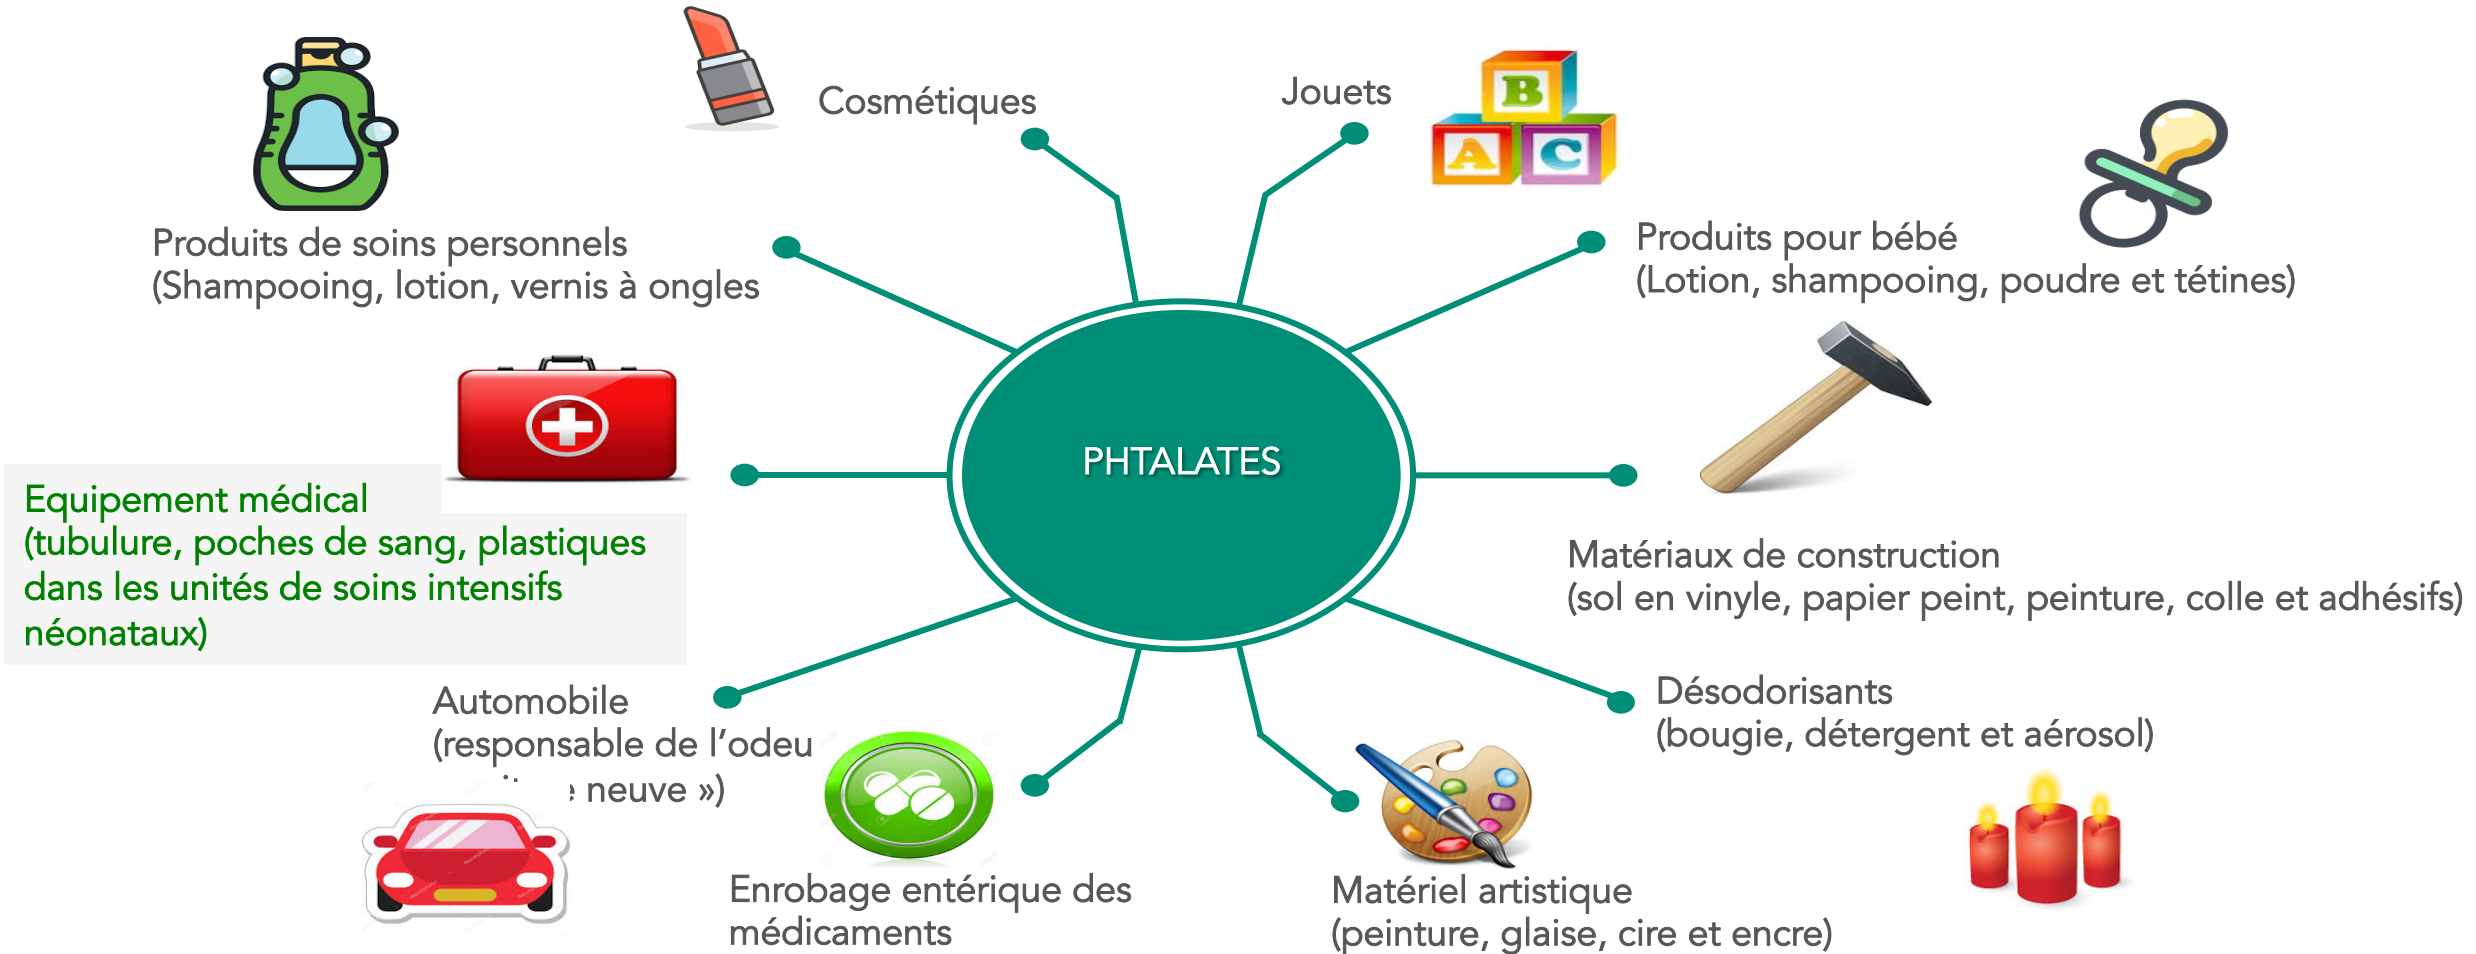 Cosmétiques
Jouets
B
A C
Produits de soins personnels
(Shampooing, lotion, vernis à ongles
Produits pour bébé
(Lotion, shampooing, poudre et tétines)
PHTALATES
Equipement médical
(tubulure, poches de sang, plastiques
dans les unités de soins intensifs
néonataux)
Matériaux de construction
(sol en vinyle, papier peint, peinture, colle et adhésifs)
Automobile
(responsable de l’odeu
neuve »)
Désodorisants
(bougie, détergent et aérosol)
Enrobage entérique des
médicaments
Matériel artistique
(peinture, glaise, cire et encre)